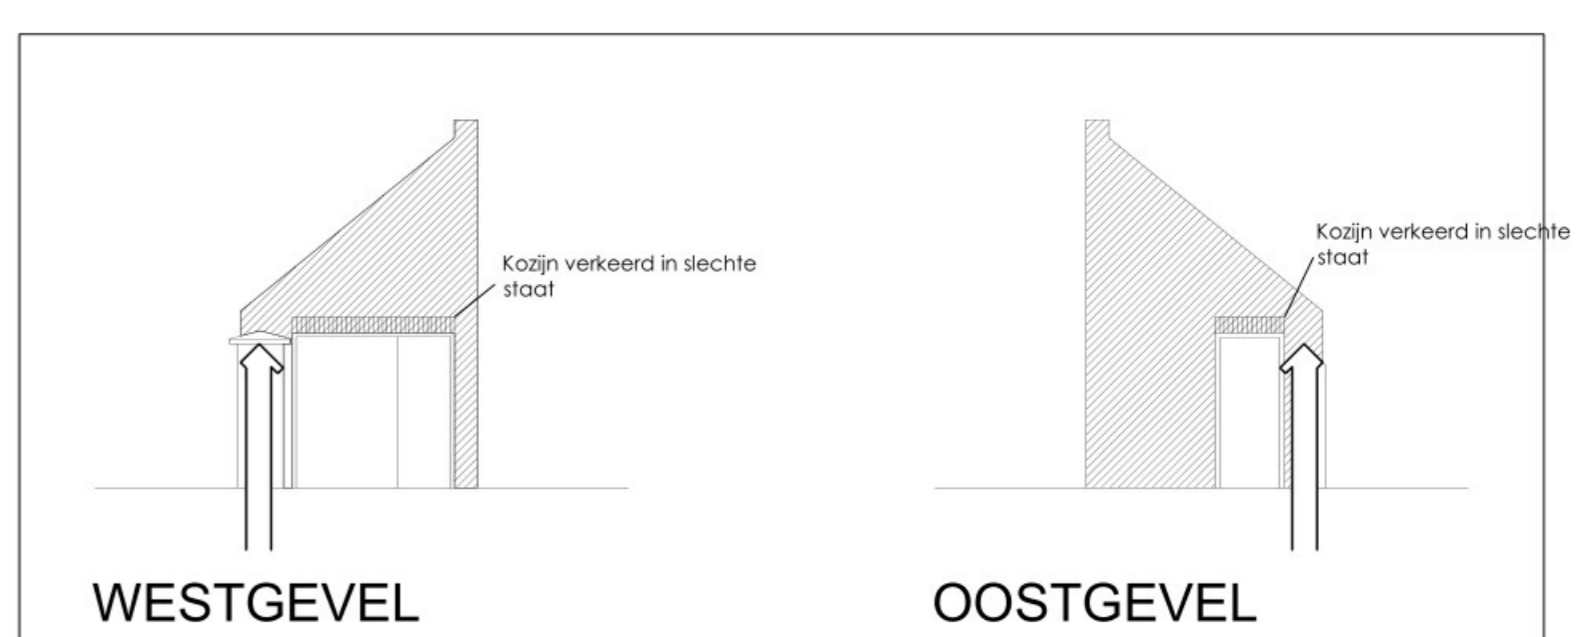 Kozijn verkeerd in slechte
staat
Kozijn verkeerd in slechte
staat
WESTGEVEL
OOSTGEVEL